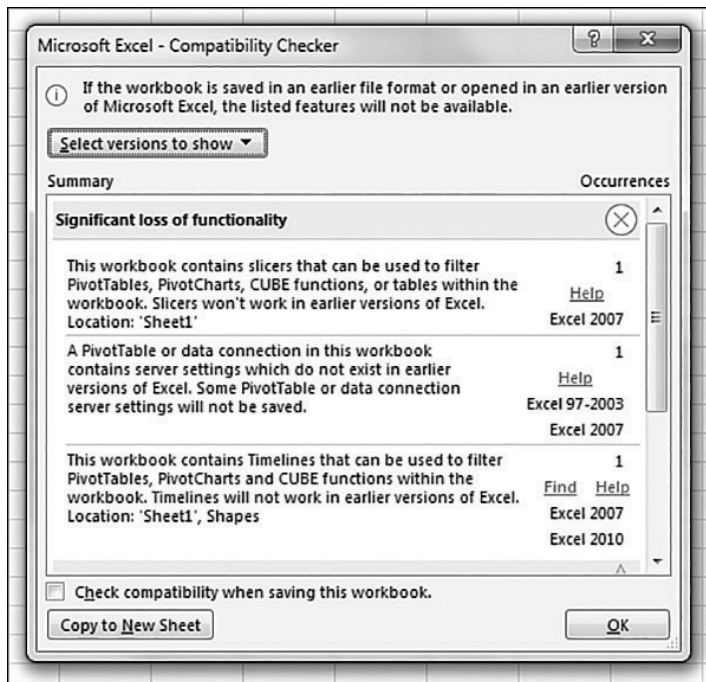 Microsoft Excel - Compatibility Checker
If the workbook is saved in an earlier file format or opened in an earlier version
of Microsoft Excel, the listed features will not be available.
Select versions to show
Summary Occurrences
Significant loss of functionality
This workbook contains slicers that can be used to filter 1
PivotTables, PivotCharts, CUBE functions, or tables within the
workbook. Slicers won't work in earlier versions of Excel. Help
Location: 'Sheet1' Excel 2007
A PivotTable or data connection in this workbook 1
contains server settings which do not exist in earlier
versions of Excel. Some PivotTable or data connection Help
server settings will not be saved. Excel 97-2003
Excel 2007
This workbook contains Timelines that can be used to filter 1
PivotTables, PivotCharts and CUBE functions within the
workbook. Timelines will not work in earlier versions of Excel. Find Help
Location: 'Sheet1', Shapes Excel 2007
Excel 2010
Check compatibility when saving this workbook.
Copy to New Sheet OK